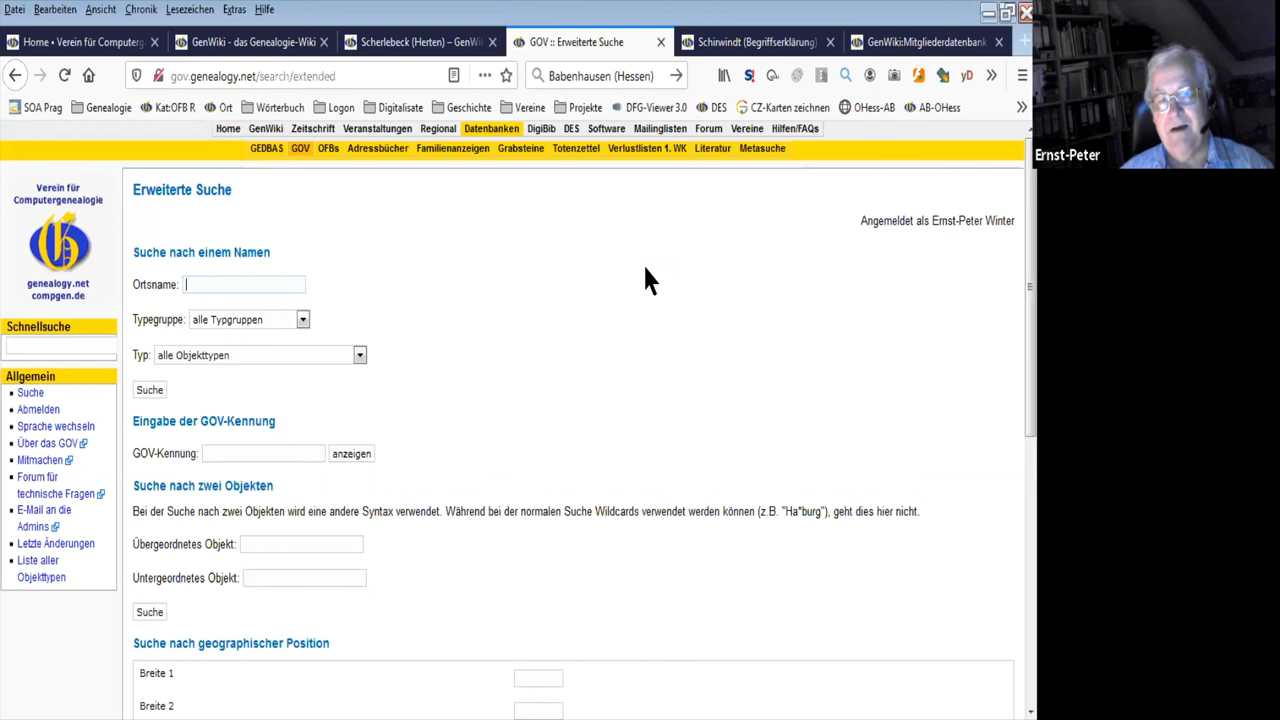 Datei Bearbeiten Ansicht Chronik Lesezeichen Extras Hilfe
Home • Verein für Computerg
GenWiki - das Genealogie-Wiki
Scherlebeck (Herten) – GenWi
GOV :: Erweiterte Suche
Schirwindt (Begriffserklärung)
GenWiki:Mitgliederdatenbank
gov.genealogy.net/search/extended
Babenhausen (Hessen)
SOA Prag Genealogie Kat:OFB R Ort Wörterbuch Logon Digitalisate Geschichte Vereine Projekte DFG-Viewer 3.0 DES CZ-Karten zeichnen OHess-AB AB-OHess
Home GenWiki Zeitschrift Veranstaltungen Regional Datenbanken DigiBib DES Software Mailinglisten Forum Vereine Hilfen/FAQs
GEDBAS GOV OFBs Adressbücher Familienanzeigen Grabsteine Totenzettel Verlustlisten 1. WK Literatur Metasuche
Ernst-Peter
Verein für
Computergenealogie
genealogy.net
compgen.de
Schnellsuche
Allgemein
Suche
Abmelden
Sprache wechseln
Über das GOV
Mitmachen
Forum für
technische Fragen
E-Mail an die
Admins
Letzte Änderungen
Liste aller
Objekttypen
Erweiterte Suche
Angemeldet als Ernst-Peter Winter
Suche nach einem Namen
Ortsname:
Typegruppe: alle Typgruppen
Typ: alle Objekttypen
Suche
Eingabe der GOV-Kennung
GOV-Kennung: anzeigen
Suche nach zwei Objekten
Bei der Suche nach zwei Objekten wird eine andere Syntax verwendet. Während bei der normalen Suche Wildcards verwendet werden können (z.B. "Ha*burg"), geht dies hier nicht.
Übergeordnetes Objekt:
Untergeordnetes Objekt:
Suche
Suche nach geographischer Position
Breite 1
Breite 2